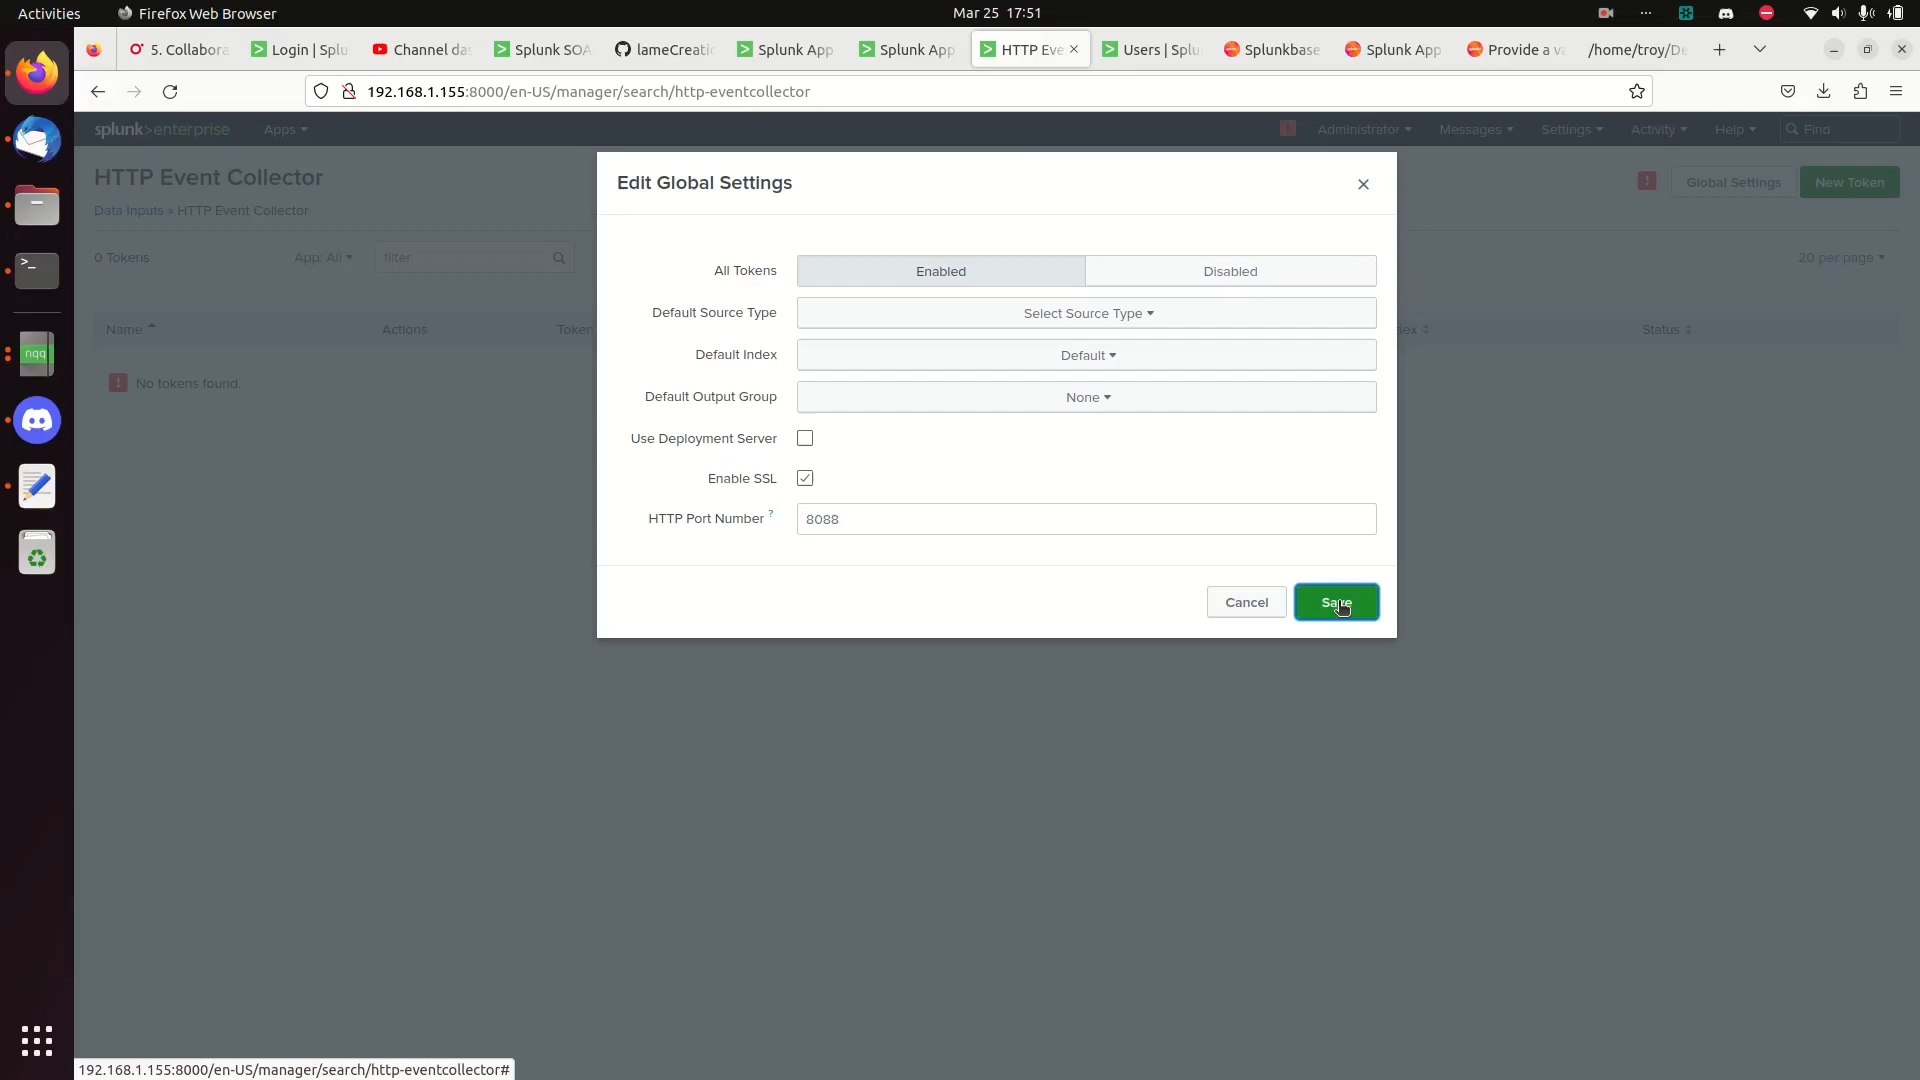 Activities
Firefox Web Browser
Mar 25 17:51
5. Collabora
Login | Splu
Channel das
Splunk SOA
lameCreatio
Splunk App
Splunk App
HTTP Eve
Users | Splu
Splunkbase
Splunk App
Provide a va
/home/troy/De
192.168.1.155:8000/en-US/manager/search/http-eventcollector
splunk>enterprise
Apps
Administrator
Messages
Settings
Activity
Help
Find
HTTP Event Collector
Data Inputs » HTTP Event Collector
Global Settings
New Token
0 Tokens
App: All
filter
20 per page
Name
Actions
Token
Status
No tokens found.
Edit Global Settings
All Tokens
Enabled
Disabled
Default Source Type
Select Source Type
Default Index
Default
Default Output Group
None
Use Deployment Server
Enable SSL
HTTP Port Number ?
8088
Cancel
Save
nqq
>_
192.168.1.155:8000/en-US/manager/search/http-eventcollector#